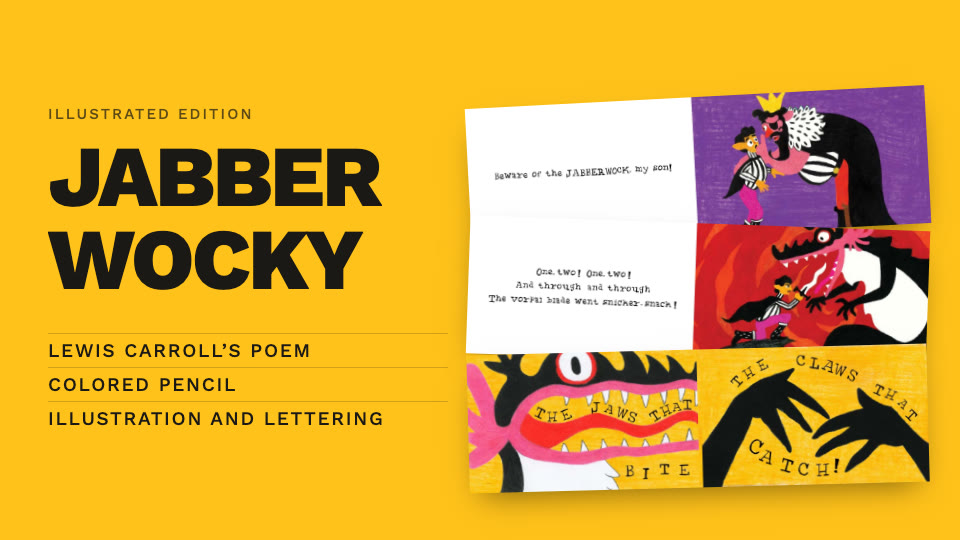 ILLUSTRATED EDITION
JABBER
WOCKY
LEWIS CARROLL'S POEM
COLORED PENCIL
ILLUSTRATION AND LETTERING
Beware of the JABBERWOCK, my son!
One, two! One, two!
And through and through
The vorpal blade went snicker-snack!
THE JAWS THAT
BITE
THE CLAWS THAT
CATCH!